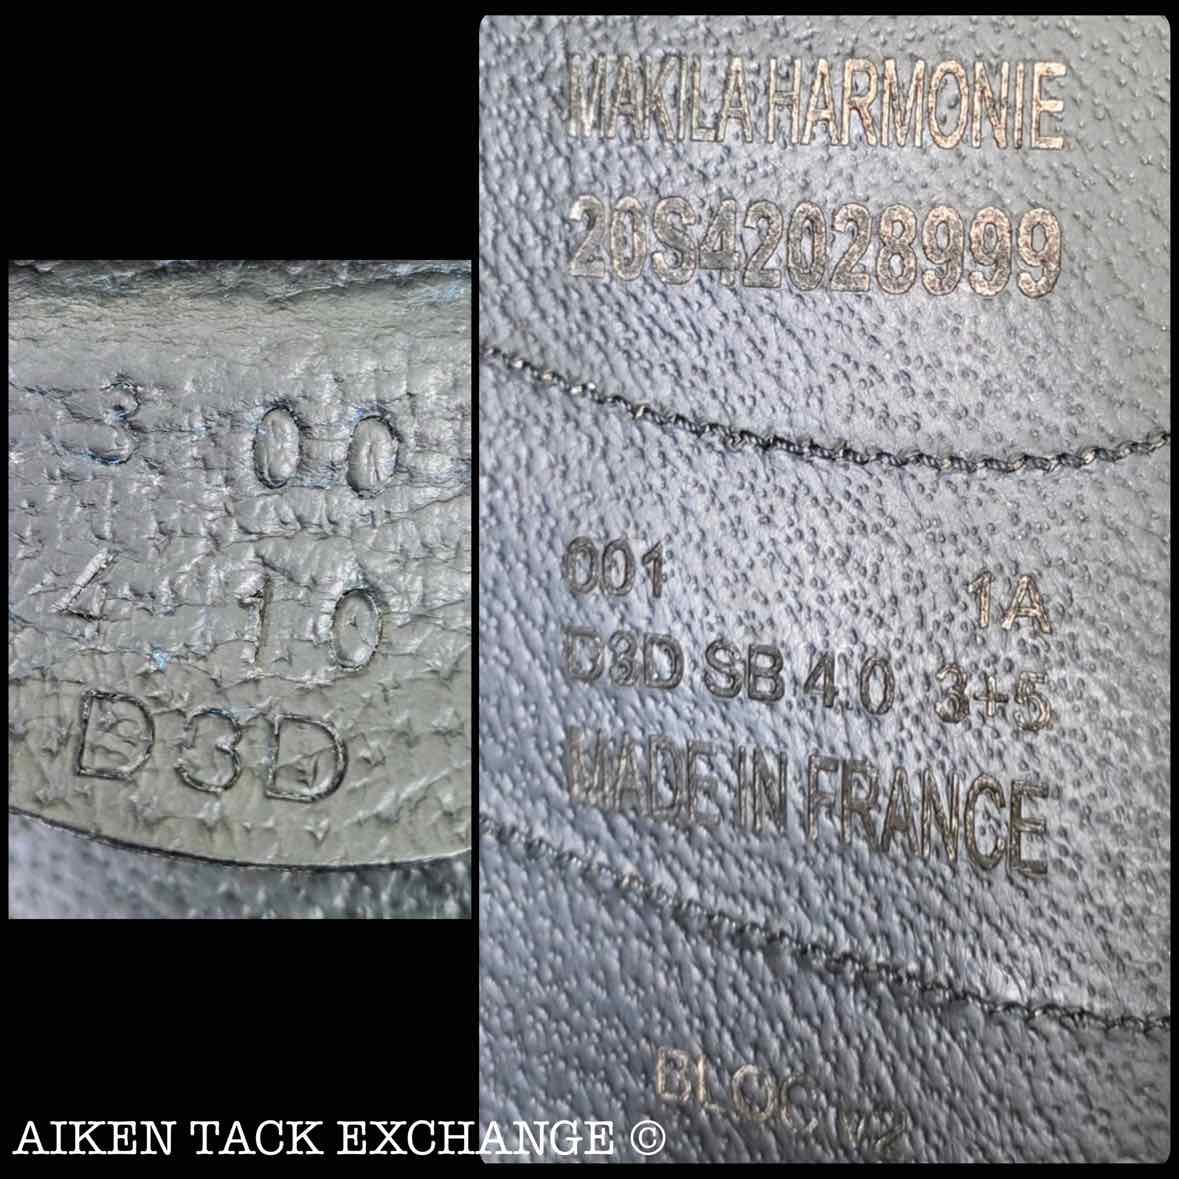 3 00
4 10
D3D
MAKILA HARMONIE
20S42028999
001 1A
D3D SB 4.0 3+5
MADE IN FRANCE
BLOC v2
AIKEN TACK EXCHANGE ©